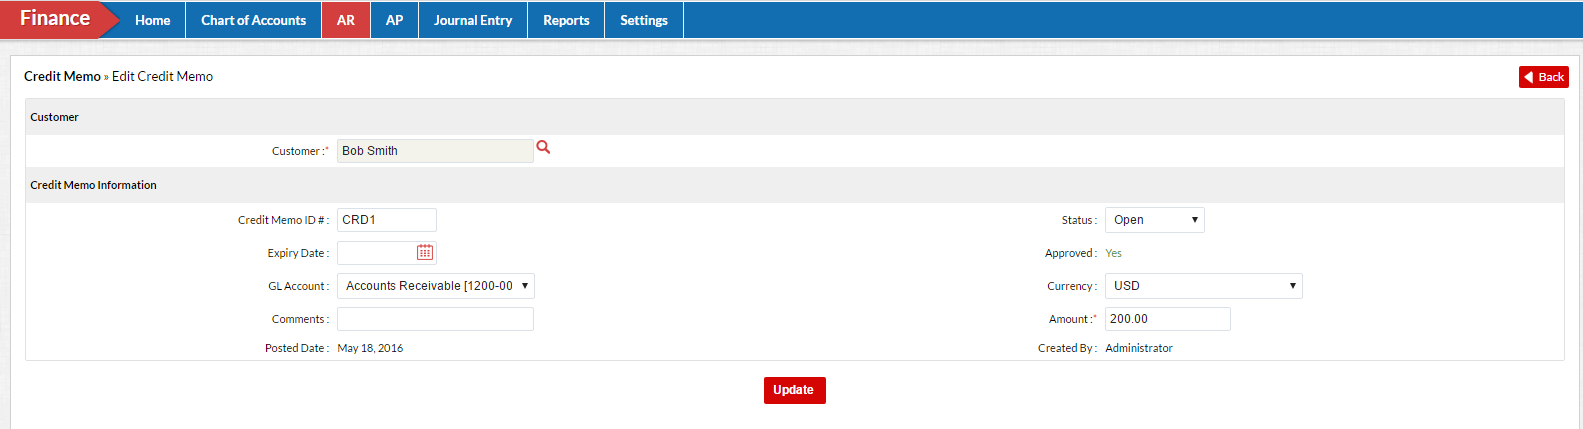 Finance Home Chart of Accounts AR AP Journal Entry Reports Settings
Credit Memo » Edit Credit Memo Back
Customer
Customer :* Bob Smith
Credit Memo Information
Credit Memo ID # : CRD1 Status : Open
Expiry Date : Approved : Yes
GL Account : Accounts Receivable [1200-00 Currency : USD
Comments : Amount :* 200.00
Posted Date : May 18, 2016 Created By : Administrator
Update